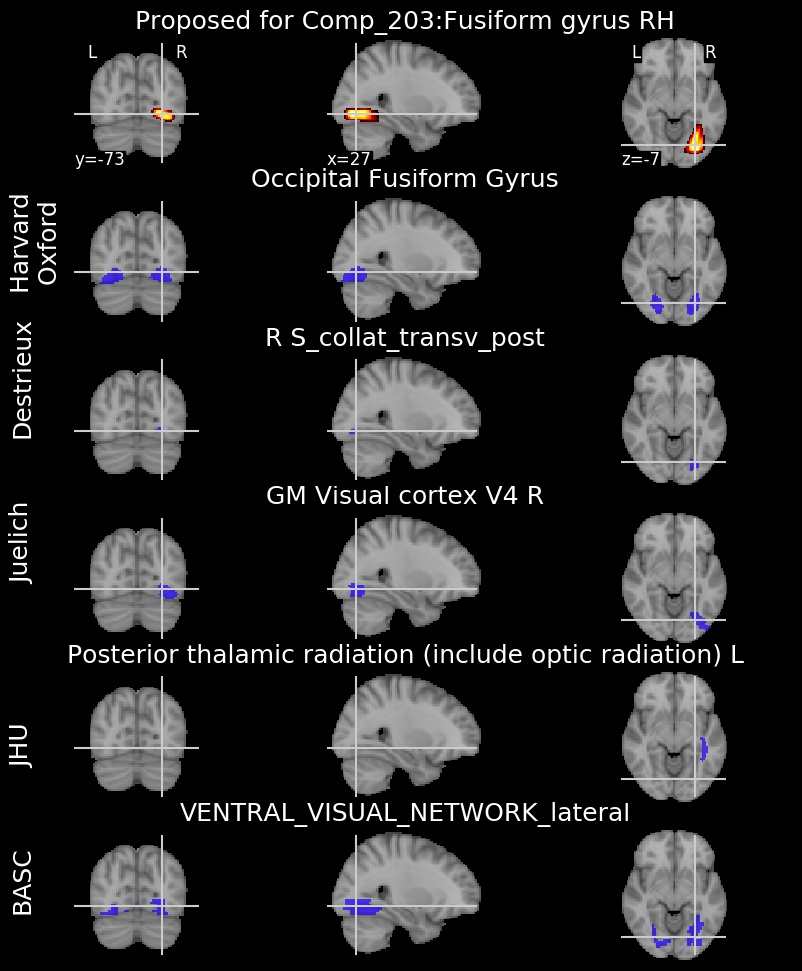 Proposed for Comp_203:Fusiform gyrus RH
L R
L R
y=-73
x=27
z=-7
Occipital Fusiform Gyrus
Harvard
Oxford
R S_collat_transv_post
Destrieux
GM Visual cortex V4 R
Juelich
Posterior thalamic radiation (include optic radiation) L
JHU
VENTRAL_VISUAL_NETWORK_lateral
BASC